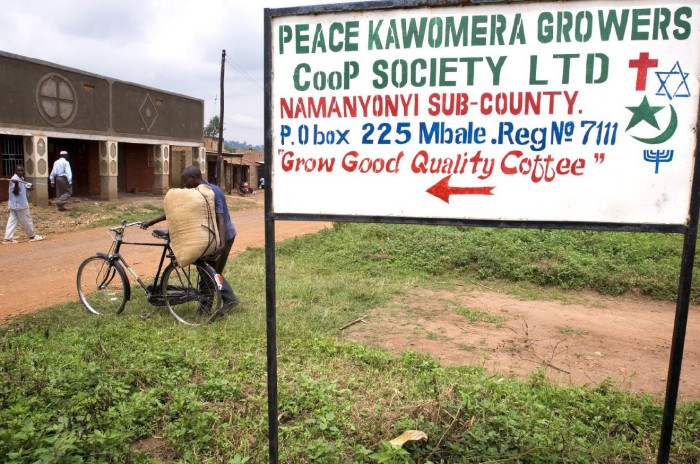 PEACE KAWOMERA GROWERS
CooP SOCIETY LTD
NAMANYONYI SUB-COUNTY.
P.O box 225 Mbale.Reg Nº 7111
"Grow Good Quality Coffee"